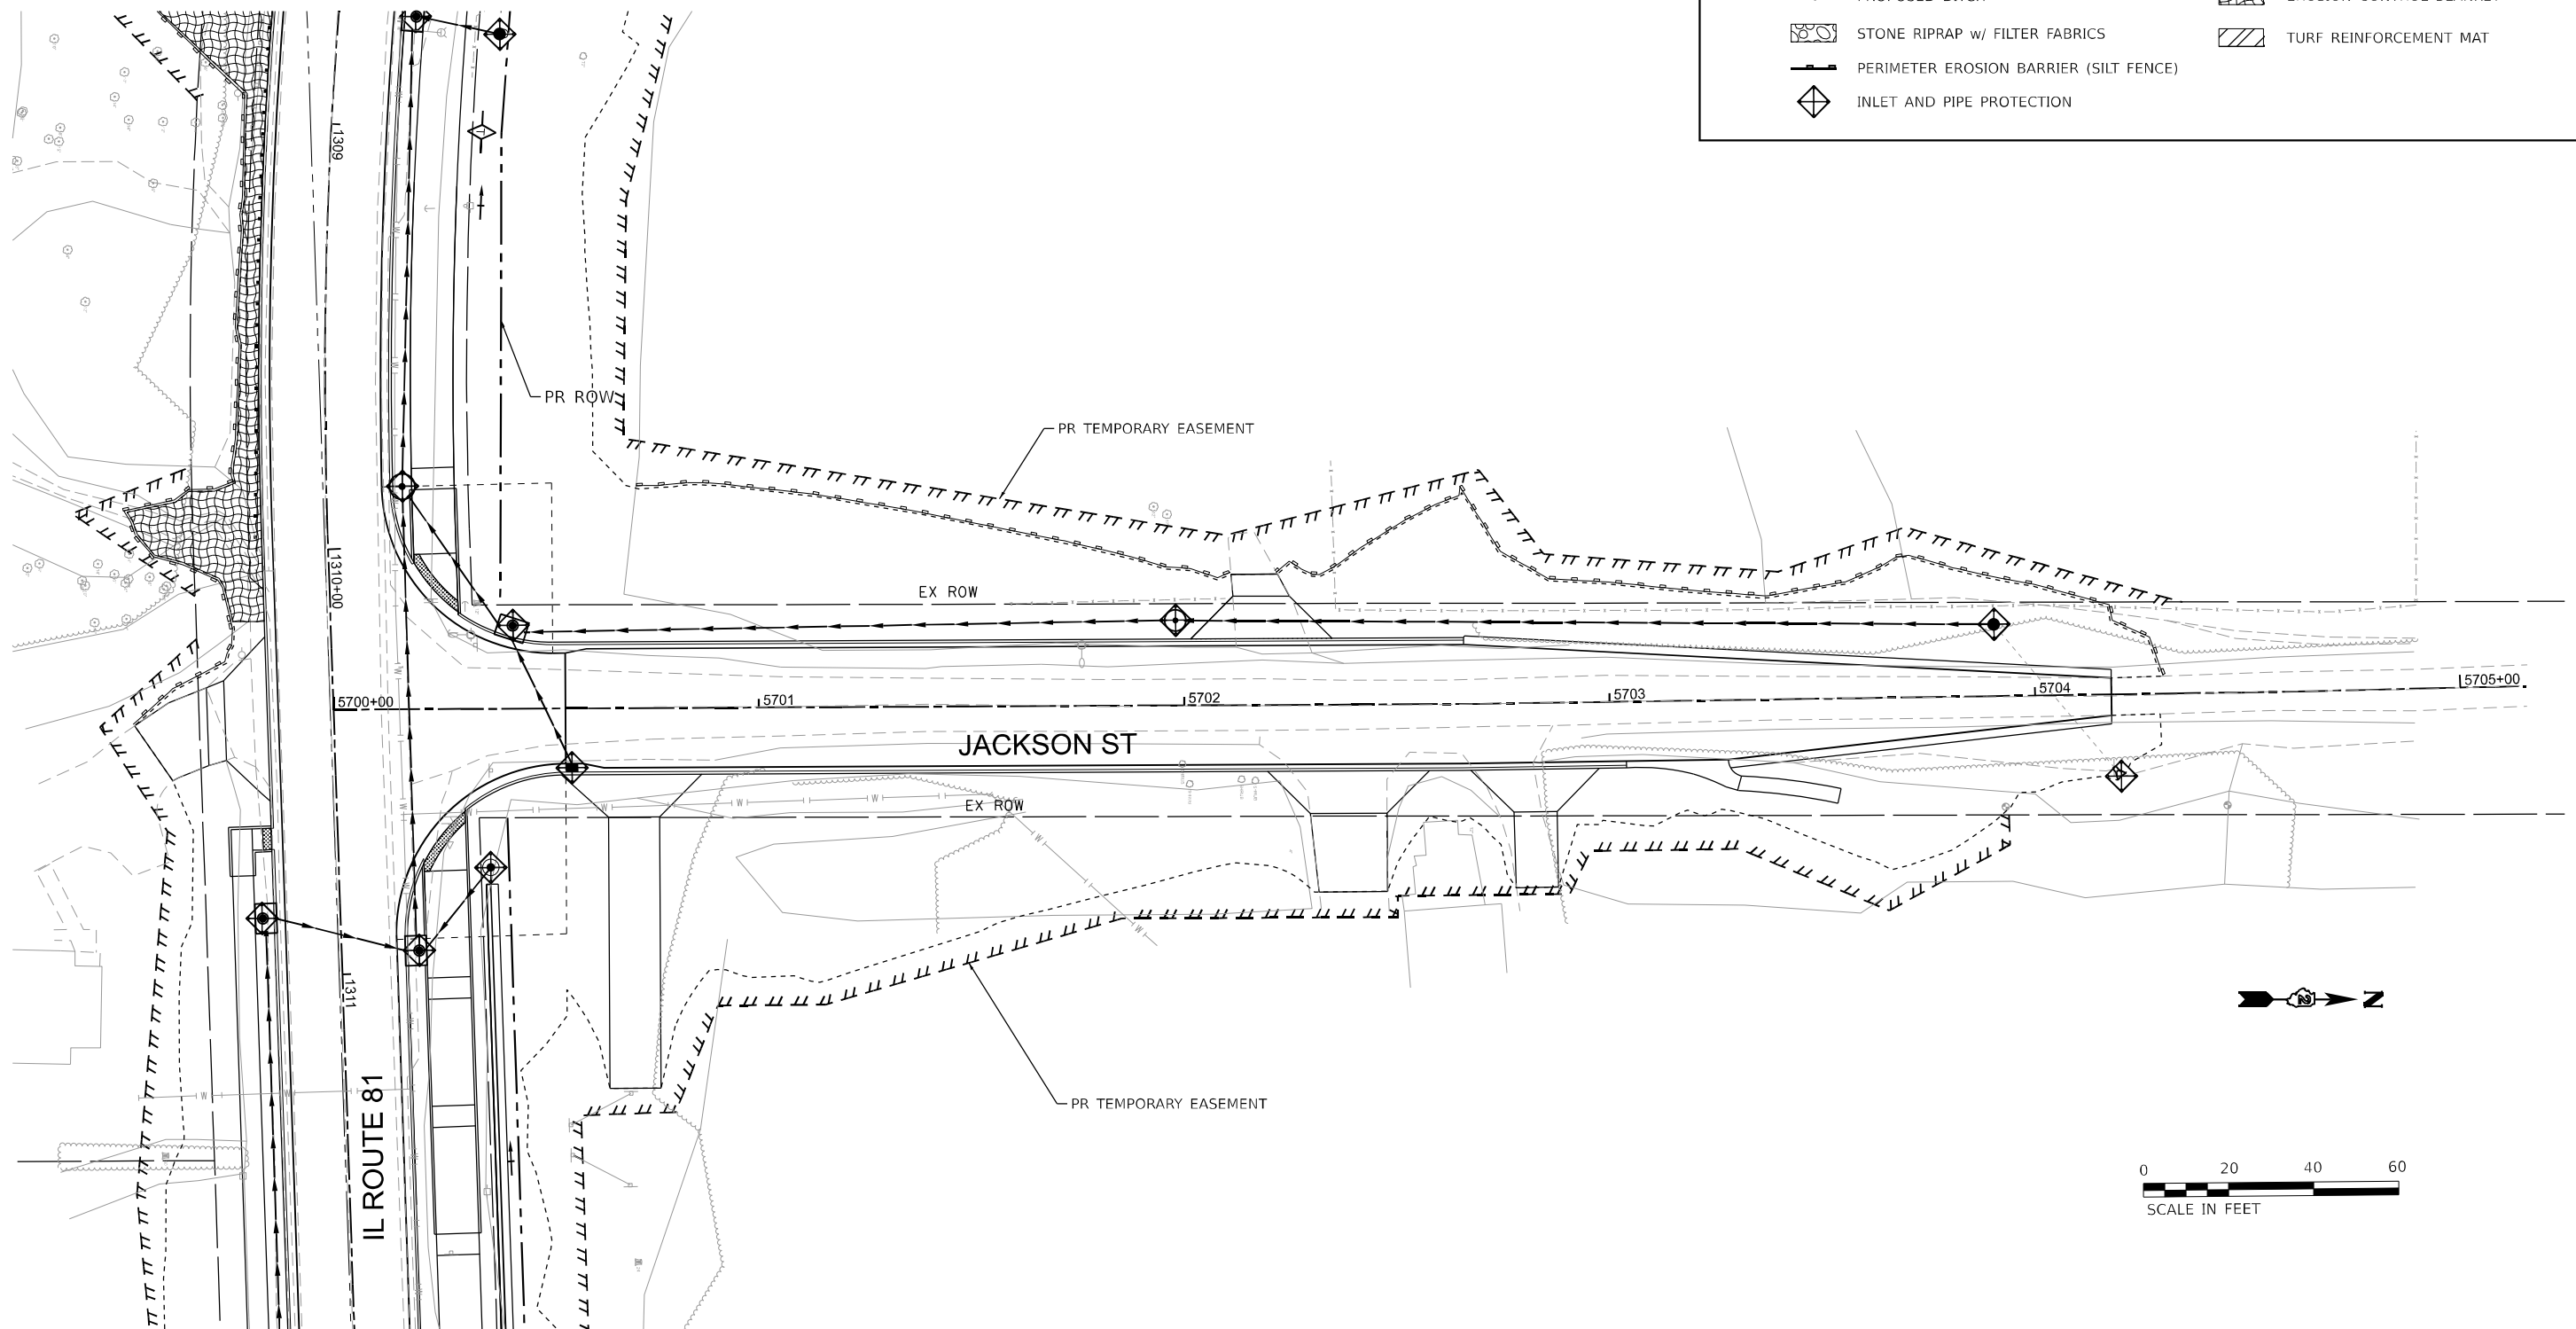 STONE RIPRAP w/ FILTER FABRICS
TURF REINFORCEMENT MAT
PERIMETER EROSION BARRIER (SILT FENCE)
INLET AND PIPE PROTECTION
1309
PR ROW
PR TEMPORARY EASEMENT
1310+00
EX ROW
5700+00
5701
5702
5703
5704
5705+00
JACKSON ST
EX ROW
1311
N
IL ROUTE 81
PR TEMPORARY EASEMENT
0 20 40 60
SCALE IN FEET